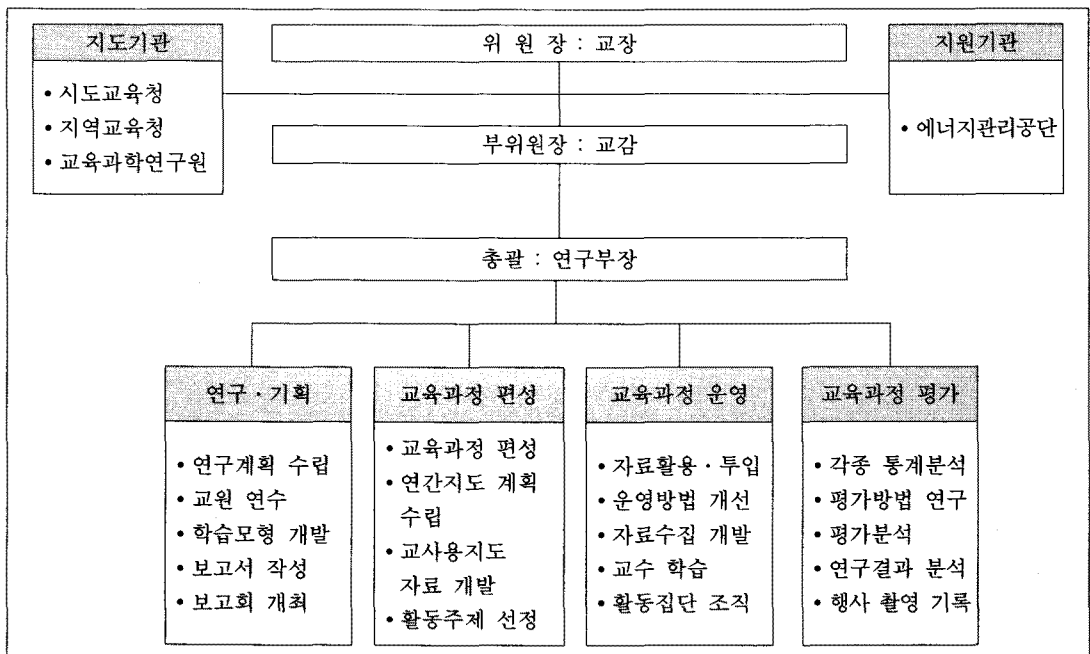 지도기관
• 시도교육청
• 지역교육청
• 교육과학연구원
위 원 장 : 교장
부위원장 : 교감
총괄 : 연구부장
지원기관
• 에너지관리공단
연구 · 기획
• 연구계획 수립
• 교원 연수
• 학습모형 개발
• 보고서 작성
• 보고회 개최
교육과정 편성
• 교육과정 편성
• 연간지도 계획
수립
• 교사용지도
자료 개발
• 활동주제 선정
교육과정 운영
• 자료활용 · 투입
• 운영방법 개선
• 자료수집 개발
• 교수 학습
• 활동집단 조직
교육과정 평가
• 각종 통계분석
• 평가방법 연구
• 평가분석
• 연구결과 분석
• 행사 촬영 기록